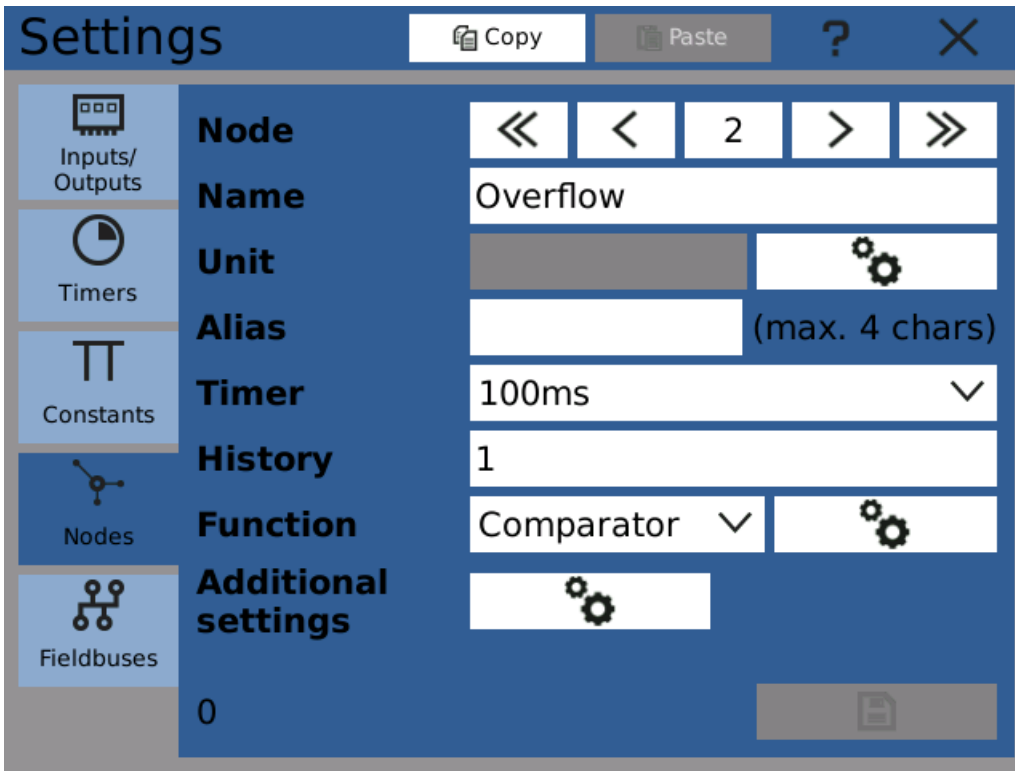 Settings
Copy
Paste
?
Inputs/
Outputs
Timers
Constants
Nodes
Fieldbuses
Node
2
Name
Overflow
Unit
Alias
(max. 4 chars)
Timer
100ms
History
1
Function
Comparator
Additional
settings
0